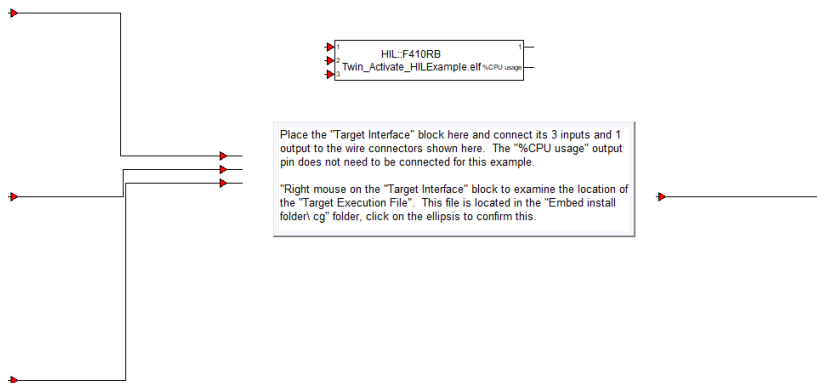 1 HIL::F410RB 1
2 Twin_Activate_HILExample.elf %CPU usage
3
Place the "Target Interface" block here and connect its 3 inputs and 1
output to the wire connectors shown here.  The "%CPU usage" output
pin does not need to be connected for this example.
"Right mouse on the "Target Interface" block to examine the location of
the "Target Execution File".  This file is located in the "Embed install
folder\ cg" folder, click on the ellipsis to confirm this.